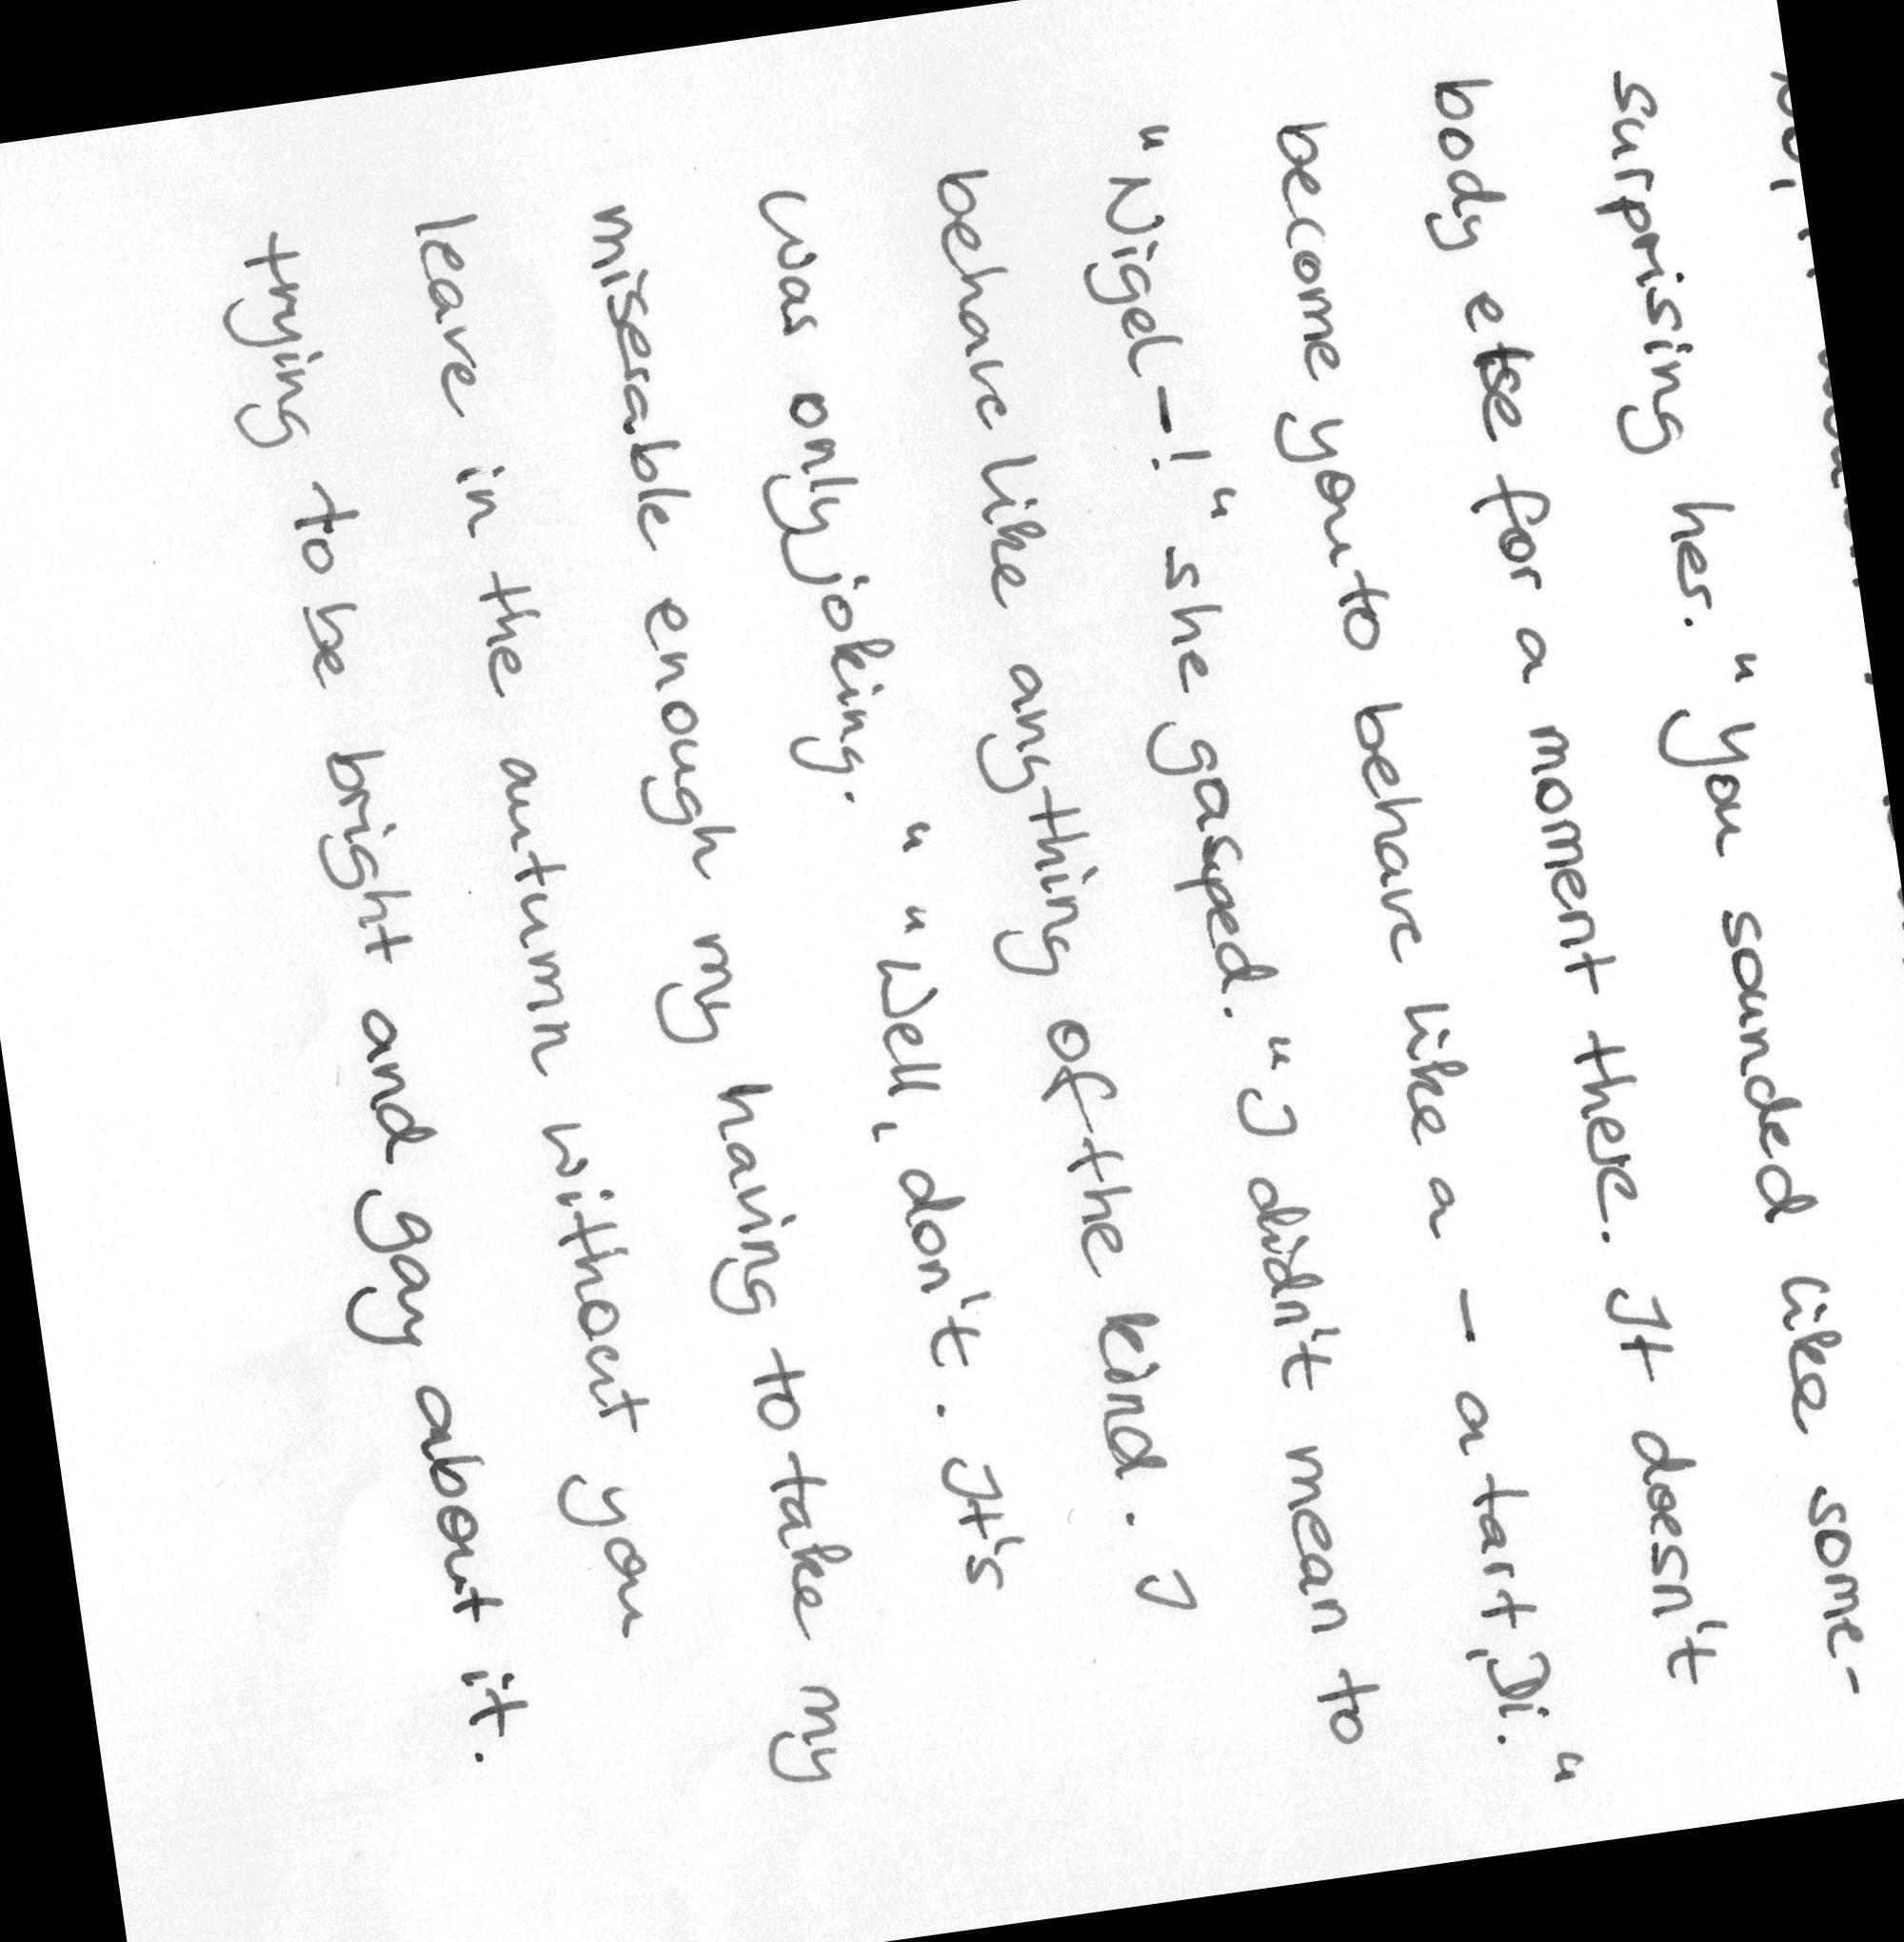 surprising her. "You sounded like some-
body else for a moment there. It doesn't
become you to behave like a - a tart, Di."
"Nigel-!" she gasped. "I didn't mean to
behave like anything of the kind. I
was only joking." "Well, don't. It's
miserable enough my having to take my
leave in the autumn without you
trying to be bright and gay about it.